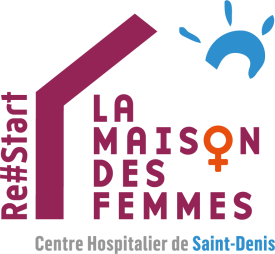 Re#Start
LA
MAISON
DES
FEMMES
Centre Hospitalier de Saint-Denis